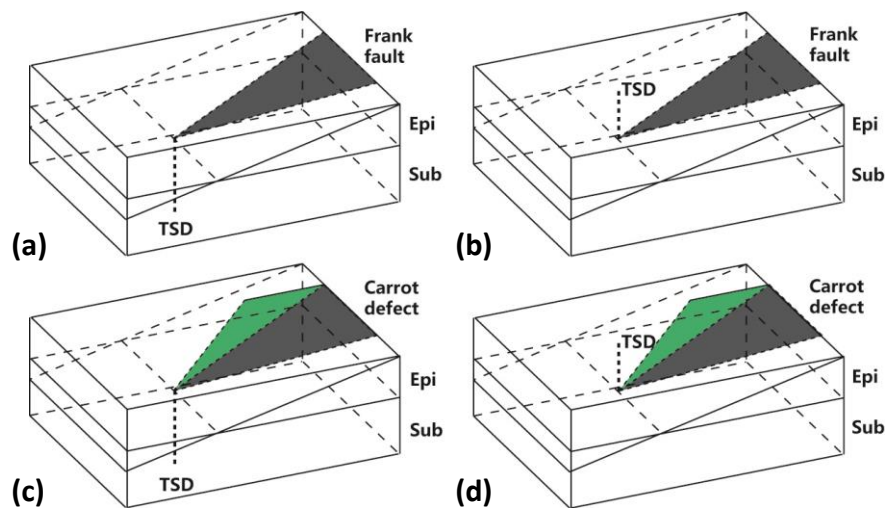 Frank
fault
Epi
Sub
TSD
(a)
Frank
fault
TSD
Epi
Sub
(b)
Carrot
defect
Epi
Sub
TSD
(c)
Carrot
defect
TSD
Epi
Sub
(d)